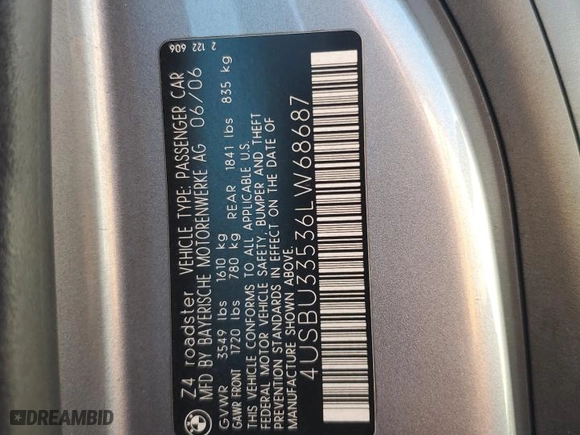 Z4 roadster VEHICLE TYPE: PASSENGER CAR
MFD BY BAYERISCHE MOTORENWERKE AG 06/06
GVWR 3549 lbs 1610 kg
GAWR FRONT 1720 lbs 780 kg REAR 1841 lbs 835 kg
THIS VEHICLE CONFORMS TO ALL APPLICABLE U.S.
FEDERAL MOTOR VEHICLE SAFETY, BUMPER AND THEFT
PREVENTION STANDARDS IN EFFECT ON THE DATE OF
MANUFACTURE SHOWN ABOVE.
4USBU33536LW68687
2 122 606
BMW
DREAMBID